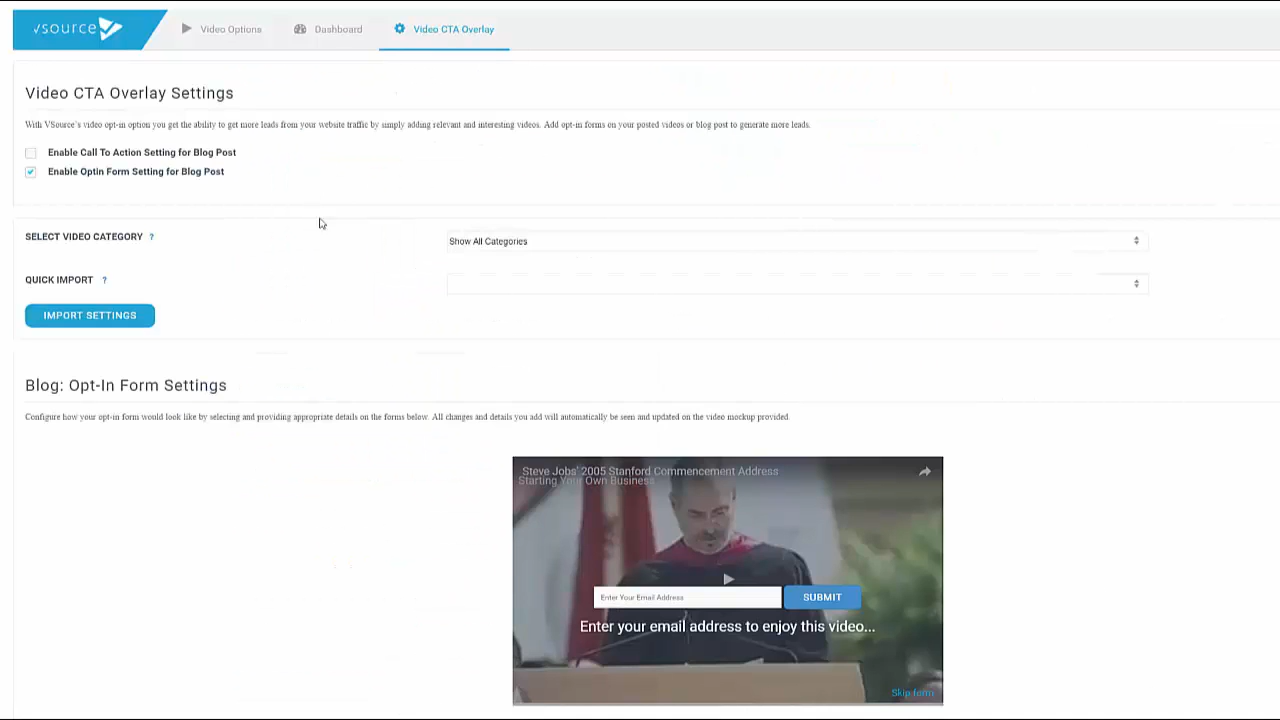 vsource
Video Options
Dashboard
Video CTA Overlay
Video CTA Overlay Settings
With VSource's video opt-in option you get the ability to get more leads from your website traffic by simply adding relevant and interesting videos. Add opt-in forms on your posted videos or blog post to generate more leads.
Enable Call To Action Setting for Blog Post
Enable Optin Form Setting for Blog Post
SELECT VIDEO CATEGORY ?
Show All Categories
QUICK IMPORT ?
IMPORT SETTINGS
Blog: Opt-In Form Settings
Configure how your opt-in form would look like by selecting and providing appropriate details on the forms below. All changes and details you add will automatically be seen and updated on the video mockup provided.
Steve Jobs' 2005 Stanford Commencement Address
Starting Your Own Business
Enter Your Email Address
SUBMIT
Enter your email address to enjoy this video...
Skip form